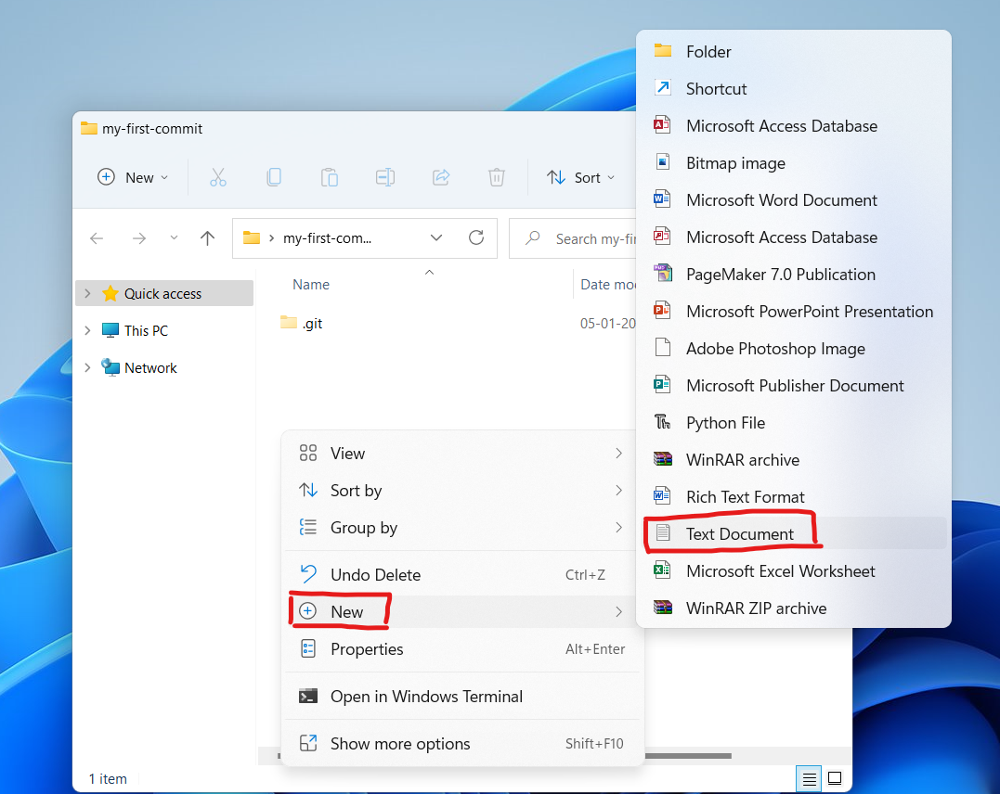 my-first-commit
New
Sort
my-first-com...
Search my-fir
Name
Date mo
Quick access
.git
05-01-20
This PC
Network
View
Sort by
Group by
Undo Delete Ctrl+Z
New
Properties Alt+Enter
Open in Windows Terminal
Show more options Shift+F10
1 item
Folder
Shortcut
Microsoft Access Database
Bitmap image
Microsoft Word Document
Microsoft Access Database
PageMaker 7.0 Publication
Microsoft PowerPoint Presentation
Adobe Photoshop Image
Microsoft Publisher Document
Python File
WinRAR archive
Rich Text Format
Text Document
Microsoft Excel Worksheet
WinRAR ZIP archive